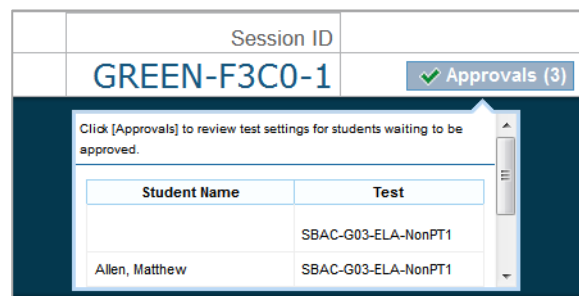 Session ID
GREEN-F3C0-1
Approvals (3)
Click [Approvals] to review test settings for students waiting to be
approved.
Student Name Test
SBAC-G03-ELA-NonPT1
Allen, Matthew SBAC-G03-ELA-NonPT1